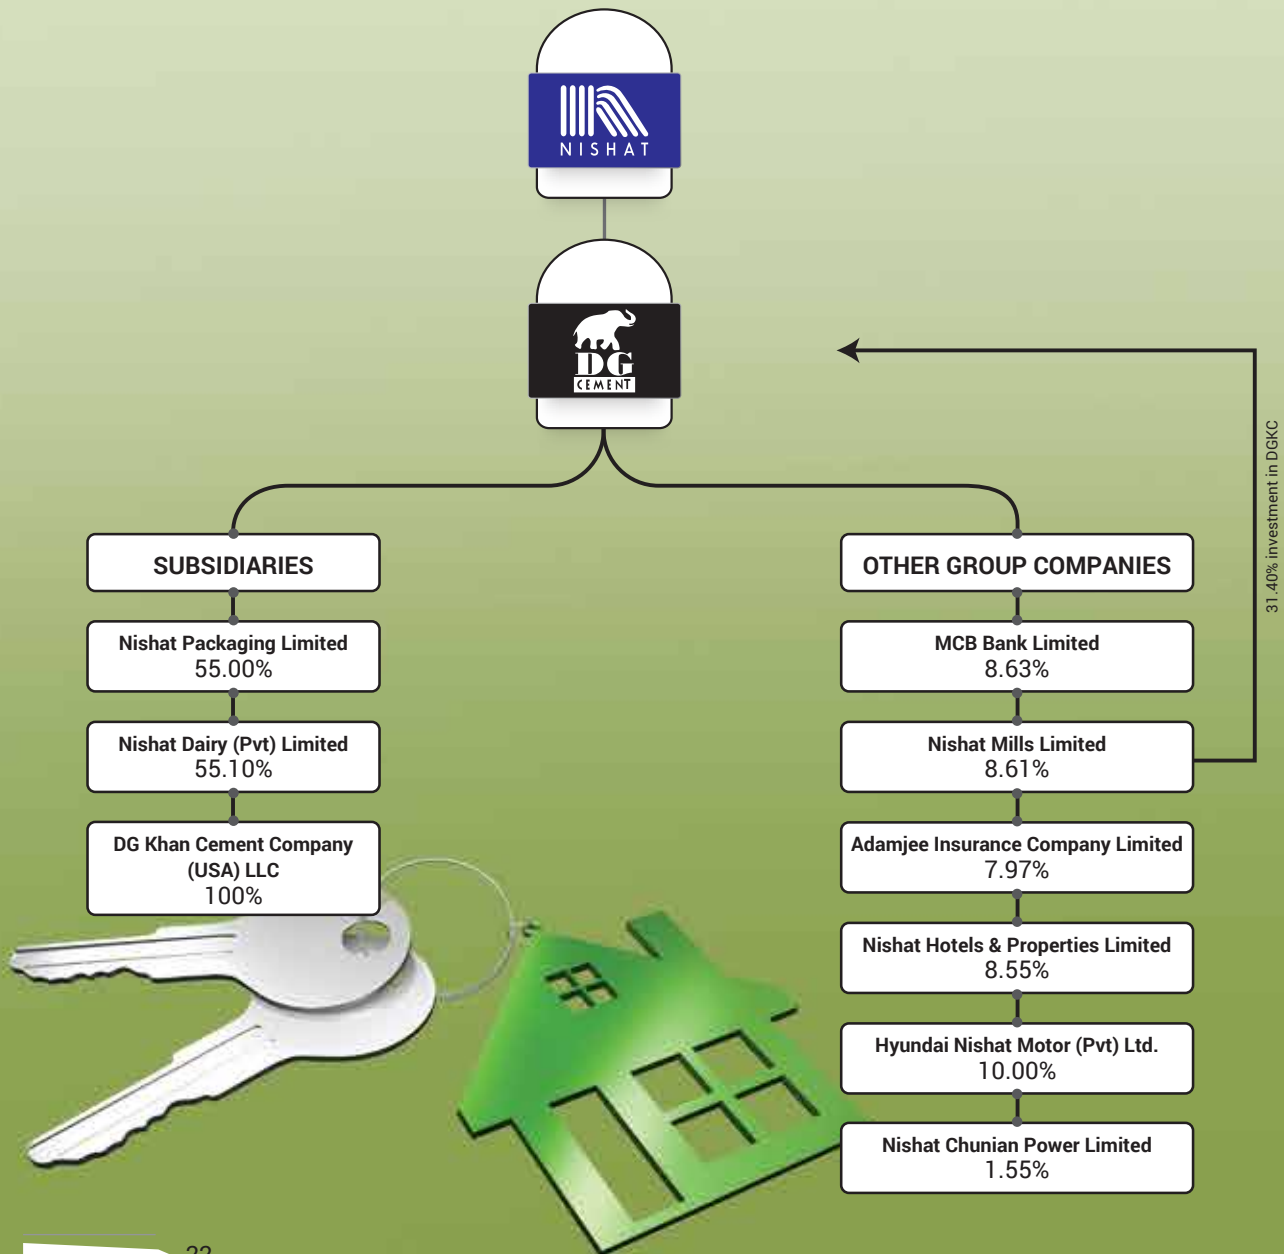 NISHAT
DG
CEMENT
31.40% investment in DGKC
SUBSIDIARIES
Nishat Packaging Limited
55.00%
Nishat Dairy (Pvt) Limited
55.10%
DG Khan Cement Company
(USA) LLC
100%
OTHER GROUP COMPANIES
MCB Bank Limited
8.63%
Nishat Mills Limited
8.61%
Adamjee Insurance Company Limited
7.97%
Nishat Hotels & Properties Limited
8.55%
Hyundai Nishat Motor (Pvt) Ltd.
10.00%
Nishat Chunian Power Limited
1.55%
22